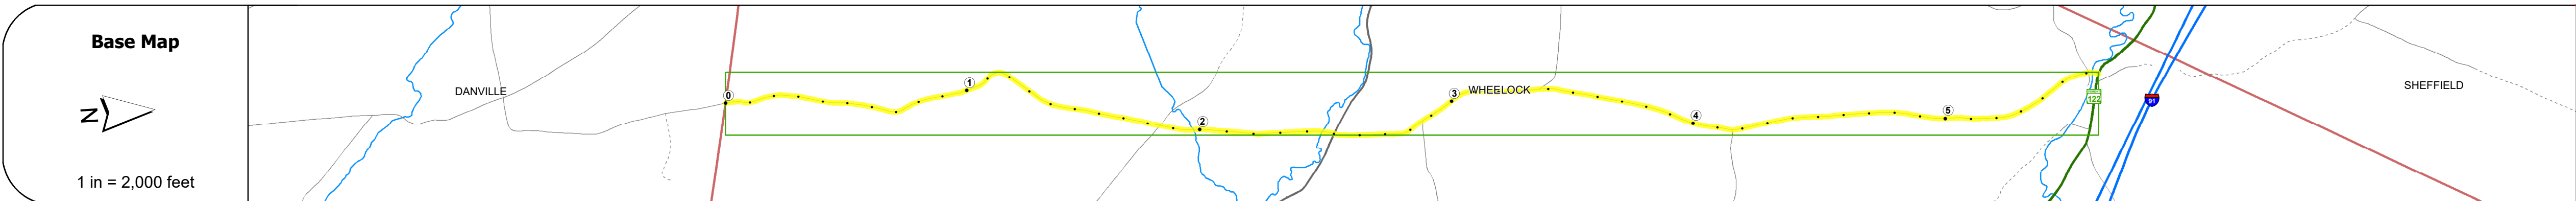 Base Map
N
1 in = 2,000 feet
DANVILLE
0
1
2
3
WHEELOCK
4
5
122
91
SHEFFIELD